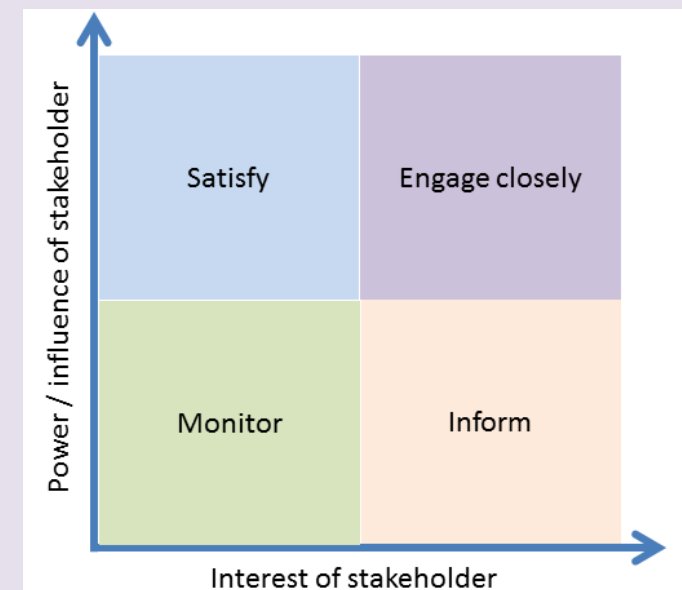 Power / influence of stakeholder
Satisfy
Engage closely
Monitor
Inform
Interest of stakeholder